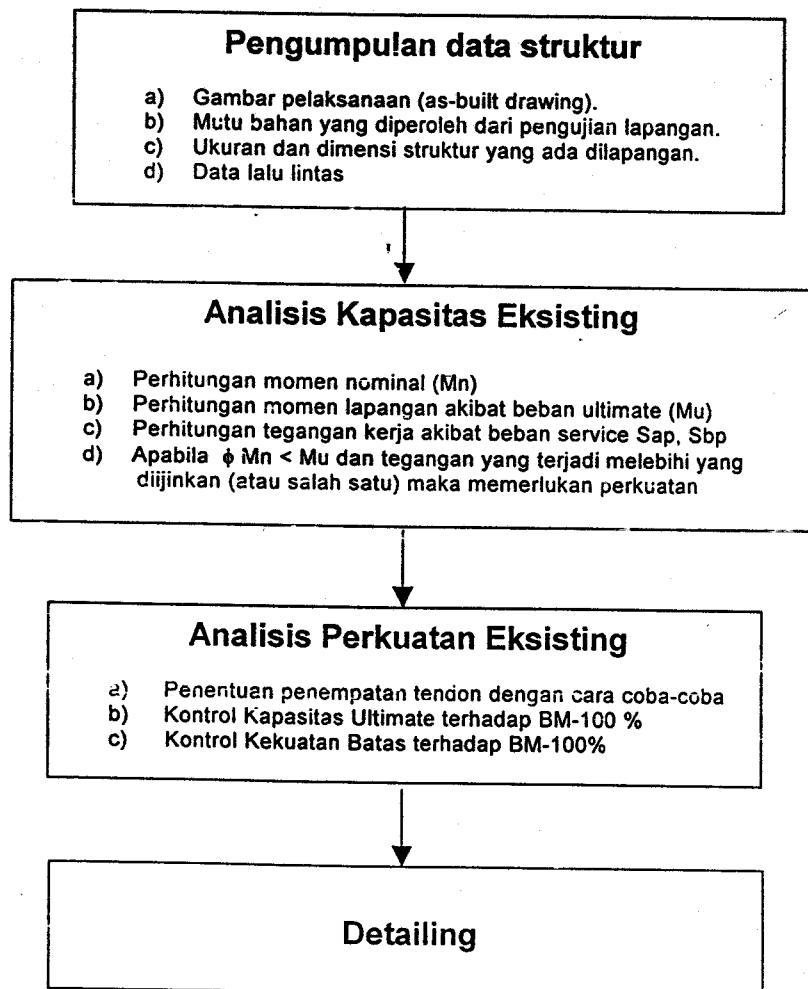 Pengumpulan data struktur
a) Gambar pelaksanaan (as-built drawing).
b) Mutu bahan yang diperoleh dari pengujian lapangan.
c) Ukuran dan dimensi struktur yang ada dilapangan.
d) Data lalu lintas
Analisis Kapasitas Eksisting
a) Perhitungan momen nominal (Mn)
b) Perhitungan momen lapangan akibat beban ultimate (Mu)
c) Perhitungan tegangan kerja akibat beban service Sap, Sbp
d) Apabila ɸ Mn < Mu dan tegangan yang terjadi melebihi yang
diijinkan (atau salah satu) maka memerlukan perkuatan
Analisis Perkuatan Eksisting
a) Penentuan penempatan tendon dengan cara coba-coba
b) Kontrol Kapasitas Ultimate terhadap BM-100 %
c) Kontrol Kekuatan Batas terhadap BM-100%
Detailing